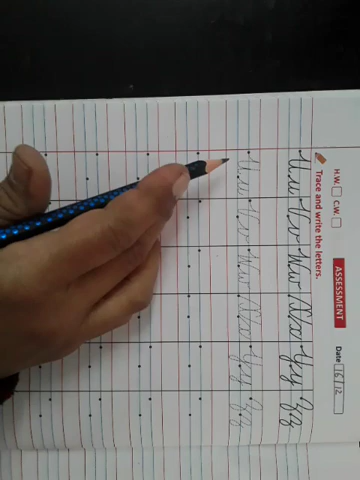 H.W. C.W. ASSESSMENT Date 16/12
Trace and write the letters.
Uu Vv Ww Xx Yy Zz
Uu Vv Ww Xx Yy Zz